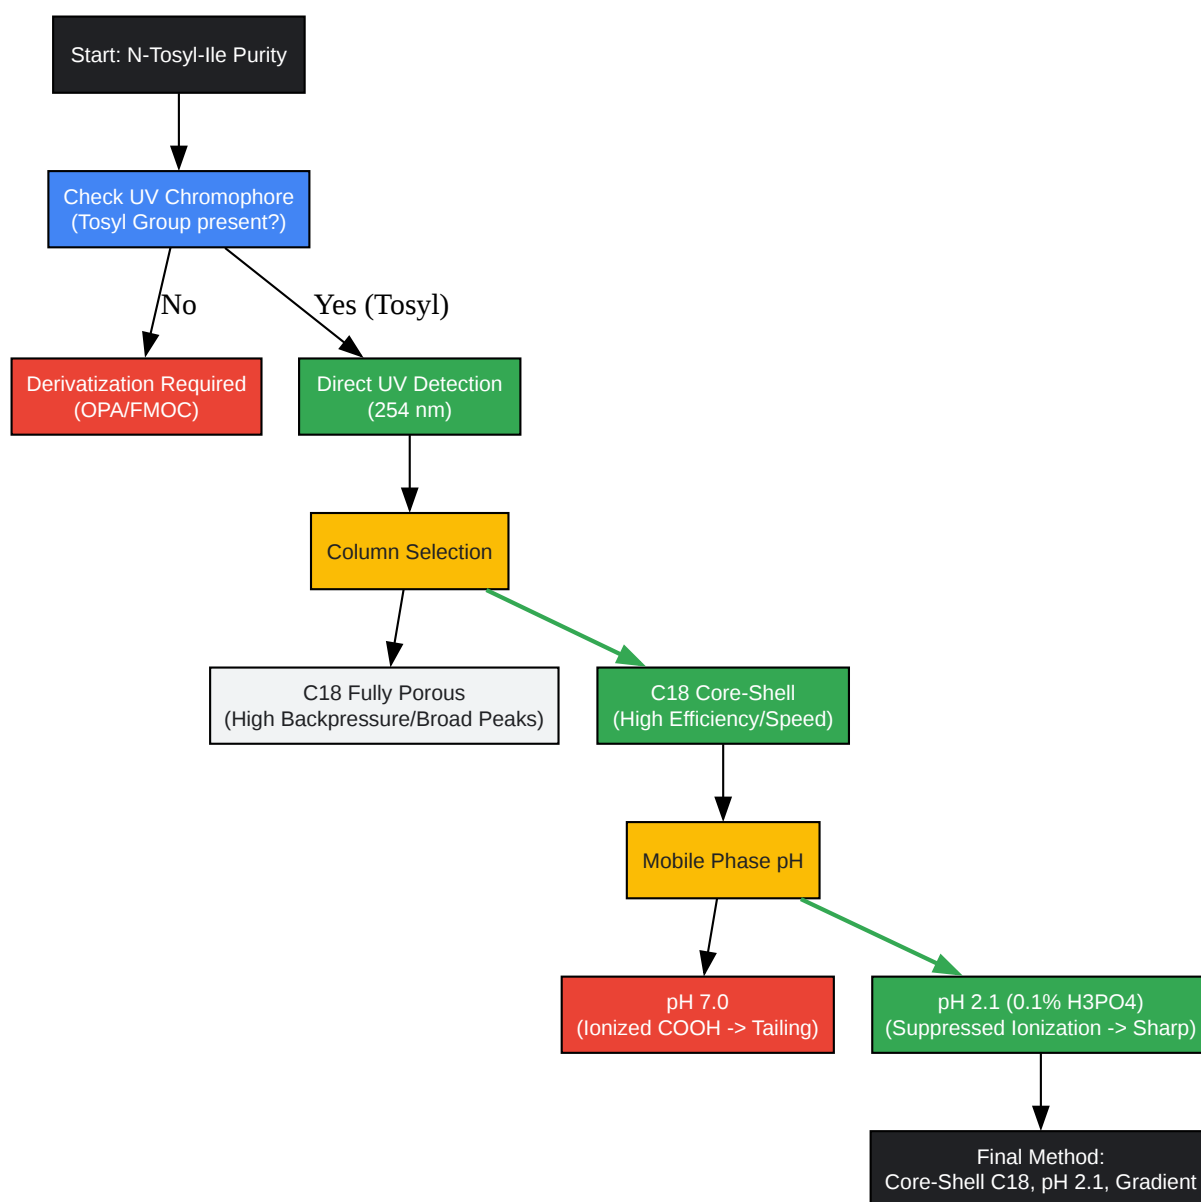 Start: N-Tosyl-Ile Purity
Check UV Chromophore
(Tosyl Group present?)
No
Yes (Tosyl)
Derivatization Required
(OPA/FMOC)
Direct UV Detection
(254 nm)
Column Selection
C18 Fully Porous
(High Backpressure/Broad Peaks)
C18 Core-Shell
(High Efficiency/Speed)
Mobile Phase pH
pH 7.0
(Ionized COOH -> Tailing)
pH 2.1 (0.1% H3PO4)
(Suppressed Ionization -> Sharp)
Final Method:
Core-Shell C18, pH 2.1, Gradient